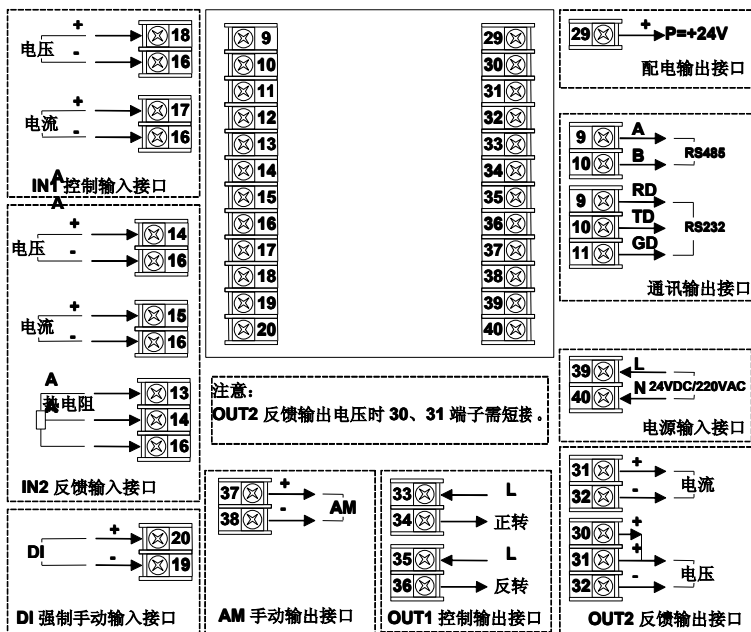 电压
+
-
18
16
电流
+
-
17
16
A
IN1 控制输入接口
A
电压
+
-
14
16
电流
+
-
15
16
A
热电阻
A
13
14
16
IN2 反馈输入接口
DI
+
-
20
19
DI 强制手动输入接口
9
10
11
12
13
14
15
16
17
18
19
20
29
30
31
32
33
34
35
36
37
38
39
40
注意：
OUT2 反馈输出电压时 30、31 端子需短接。
37
38
+
-
AM
AM 手动输出接口
33
L
34
正转
35
L
36
反转
OUT1 控制输出接口
29
+
P=+24V
配电输出接口
9
A
10
B
RS485
9
RD
10
TD
11
GD
RS232
通讯输出接口
39
L
40
N 24VDC/220VAC
电源输入接口
31
+
32
-
电流
30
+
31
+
32
-
电压
OUT2 反馈输出接口